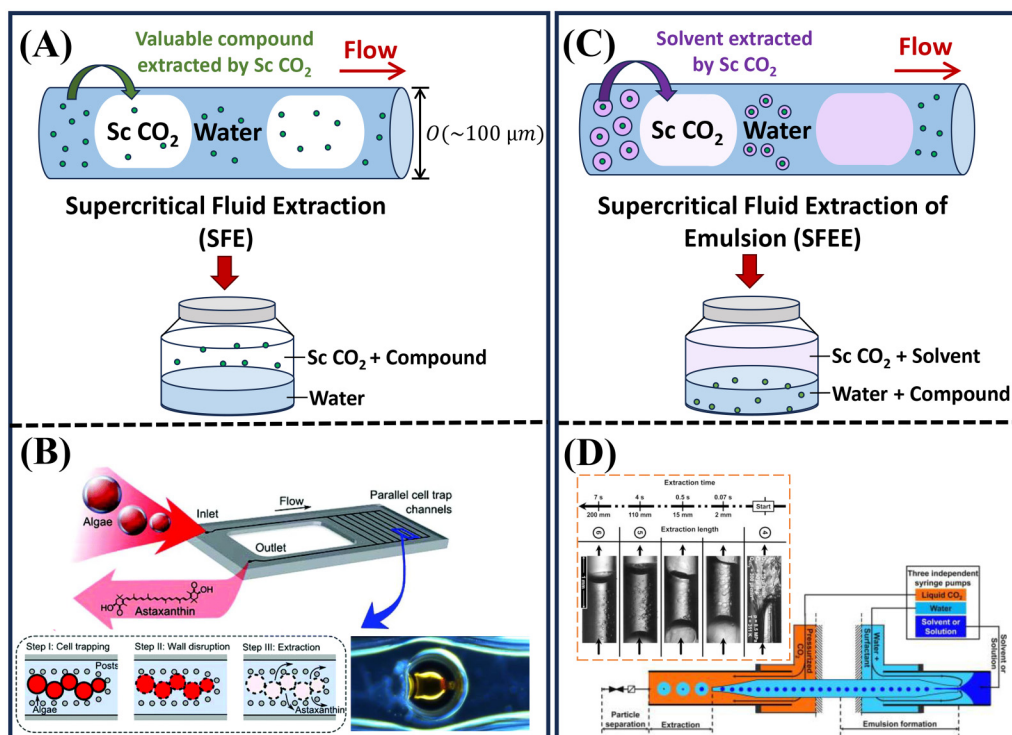 (A)
Valuable compound
extracted by Sc CO₂
Flow
Sc CO₂
Water
O(~100 μm)
Supercritical Fluid Extraction
(SFE)
Sc CO₂ + Compound
Water
(B)
Algae
Inlet
Flow
Parallel cell trap
channels
Outlet
HO
O
O
OH
Astaxanthin
Step I: Cell trapping
Posts
Algae
Step II: Wall disruption
Step III: Extraction
Astaxanthin
(C)
Solvent extracted
by Sc CO₂
Flow
Sc CO₂
Water
Supercritical Fluid Extraction of
Emulsion (SFEE)
Sc CO₂ + Solvent
Water + Compound
(D)
Extraction time
7 s
4 s
0.5 s
0.07 s
Start
200 mm
110 mm
15 mm
2 mm
Extraction length
6
5
4
Three independent
syringe pumps
Liquid CO₂
Water
Solvent or
Solution
Pressurized
CO₂
Water +
Surfactant
Solvent or
Solution
Particle
separation
Extraction
Emulsion formation